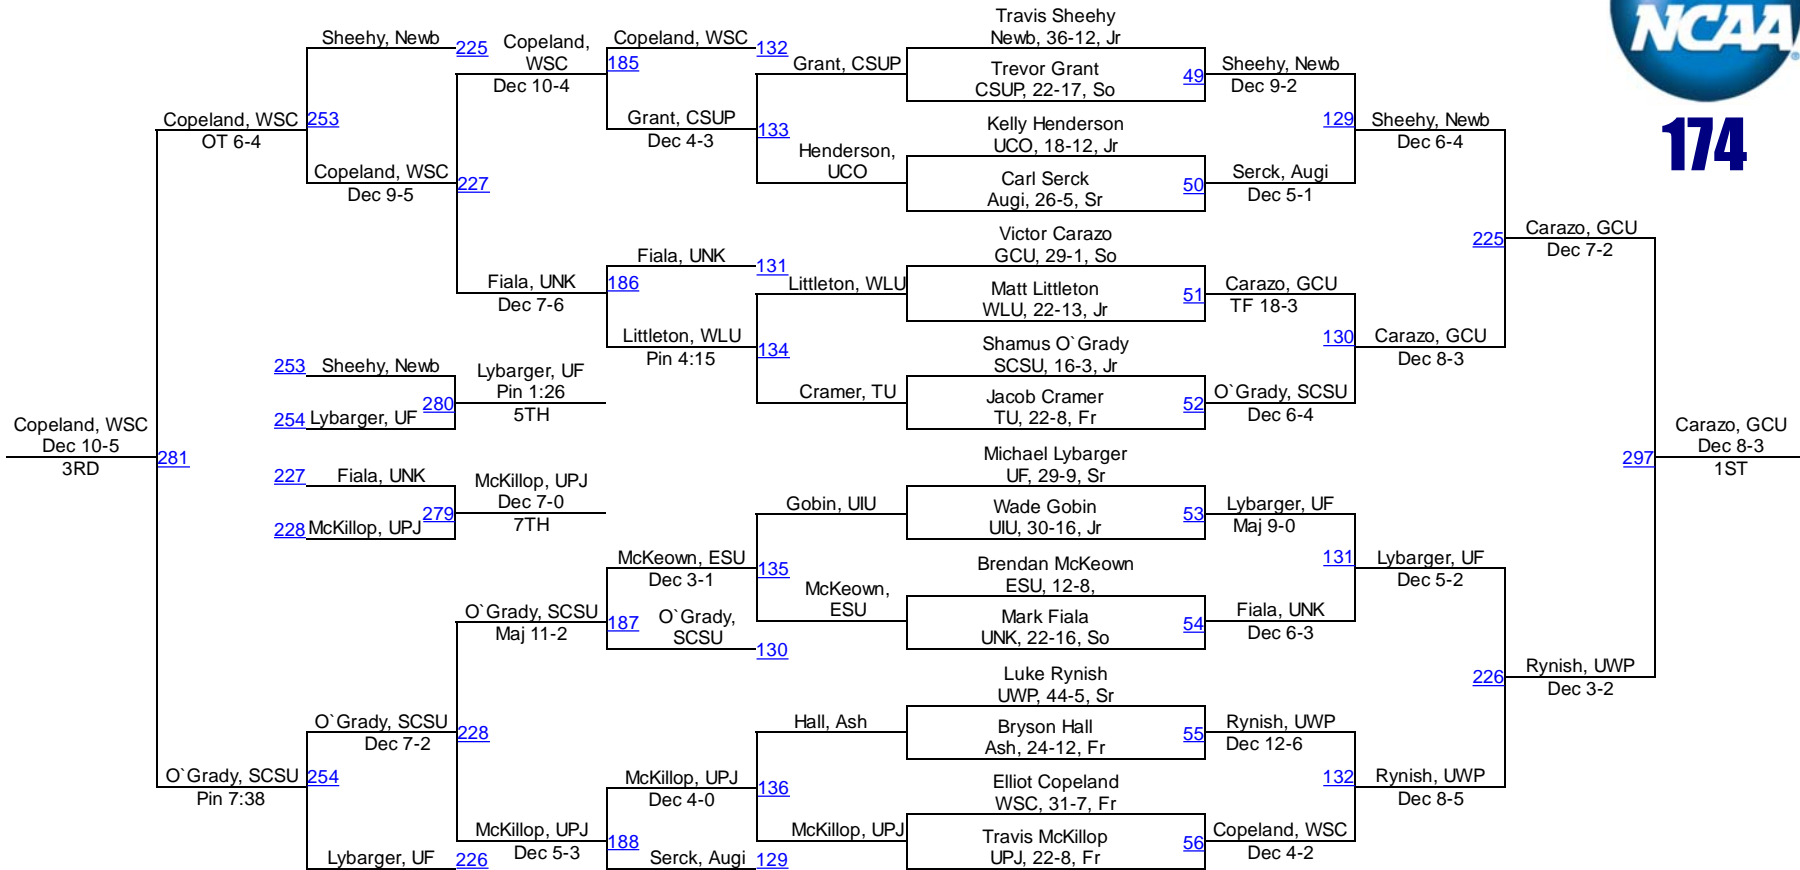 NCAA
®
174
Sheehy, Newb
225
Copeland, WSC
253
OT 6-4
Copeland, WSC
227
Dec 9-5
Copeland,
WSC
Dec 10-4
185
Copeland, WSC
132
Grant, CSUP
Dec 4-3
133
Grant, CSUP
Henderson,
UCO
Fiala, UNK
Dec 7-6
186
Fiala, UNK
131
Littleton, WLU
Pin 4:15
134
Littleton, WLU
Cramer, TU
253 Sheehy, Newb
254 Lybarger, UF
280
Lybarger, UF
Pin 1:26
5TH
Copeland, WSC
Dec 10-5
3RD
281
227 Fiala, UNK
228 McKillop, UPJ
279
McKillop, UPJ
Dec 7-0
7TH
Gobin, UIU
McKeown, ESU
Dec 3-1
135
McKeown,
ESU
O`Grady, SCSU
Maj 11-2
187
O`Grady,
SCSU
130
O`Grady, SCSU
Dec 7-2
228
O`Grady, SCSU
Pin 7:38
254
Hall, Ash
McKillop, UPJ
Dec 4-0
136
McKillop, UPJ
McKillop, UPJ
Dec 5-3
188
Serck, Augi
129
Lybarger, UF
226
Travis Sheehy
Newb, 36-12, Jr
Trevor Grant
CSUP, 22-17, So
49
Kelly Henderson
UCO, 18-12, Jr
Carl Serck
Augi, 26-5, Sr
50
Victor Carazo
GCU, 29-1, So
Matt Littleton
WLU, 22-13, Jr
51
Shamus O`Grady
SCSU, 16-3, Jr
Jacob Cramer
TU, 22-8, Fr
52
Michael Lybarger
UF, 29-9, Sr
Wade Gobin
UIU, 30-16, Jr
53
Brendan McKeown
ESU, 12-8,
Mark Fiala
UNK, 22-16, So
54
Luke Rynish
UWP, 44-5, Sr
Bryson Hall
Ash, 24-12, Fr
55
Elliot Copeland
WSC, 31-7, Fr
Travis McKillop
UPJ, 22-8, Fr
56
Sheehy, Newb
Dec 9-2
129
Serck, Augi
Dec 5-1
Carazo, GCU
TF 18-3
130
O`Grady, SCSU
Dec 6-4
Lybarger, UF
Maj 9-0
131
Fiala, UNK
Dec 6-3
Rynish, UWP
Dec 12-6
132
Copeland, WSC
Dec 4-2
Sheehy, Newb
Dec 6-4
225
Carazo, GCU
Dec 8-3
Lybarger, UF
Dec 5-2
226
Rynish, UWP
Dec 8-5
Carazo, GCU
Dec 7-2
297
Rynish, UWP
Dec 3-2
Carazo, GCU
Dec 8-3
1ST